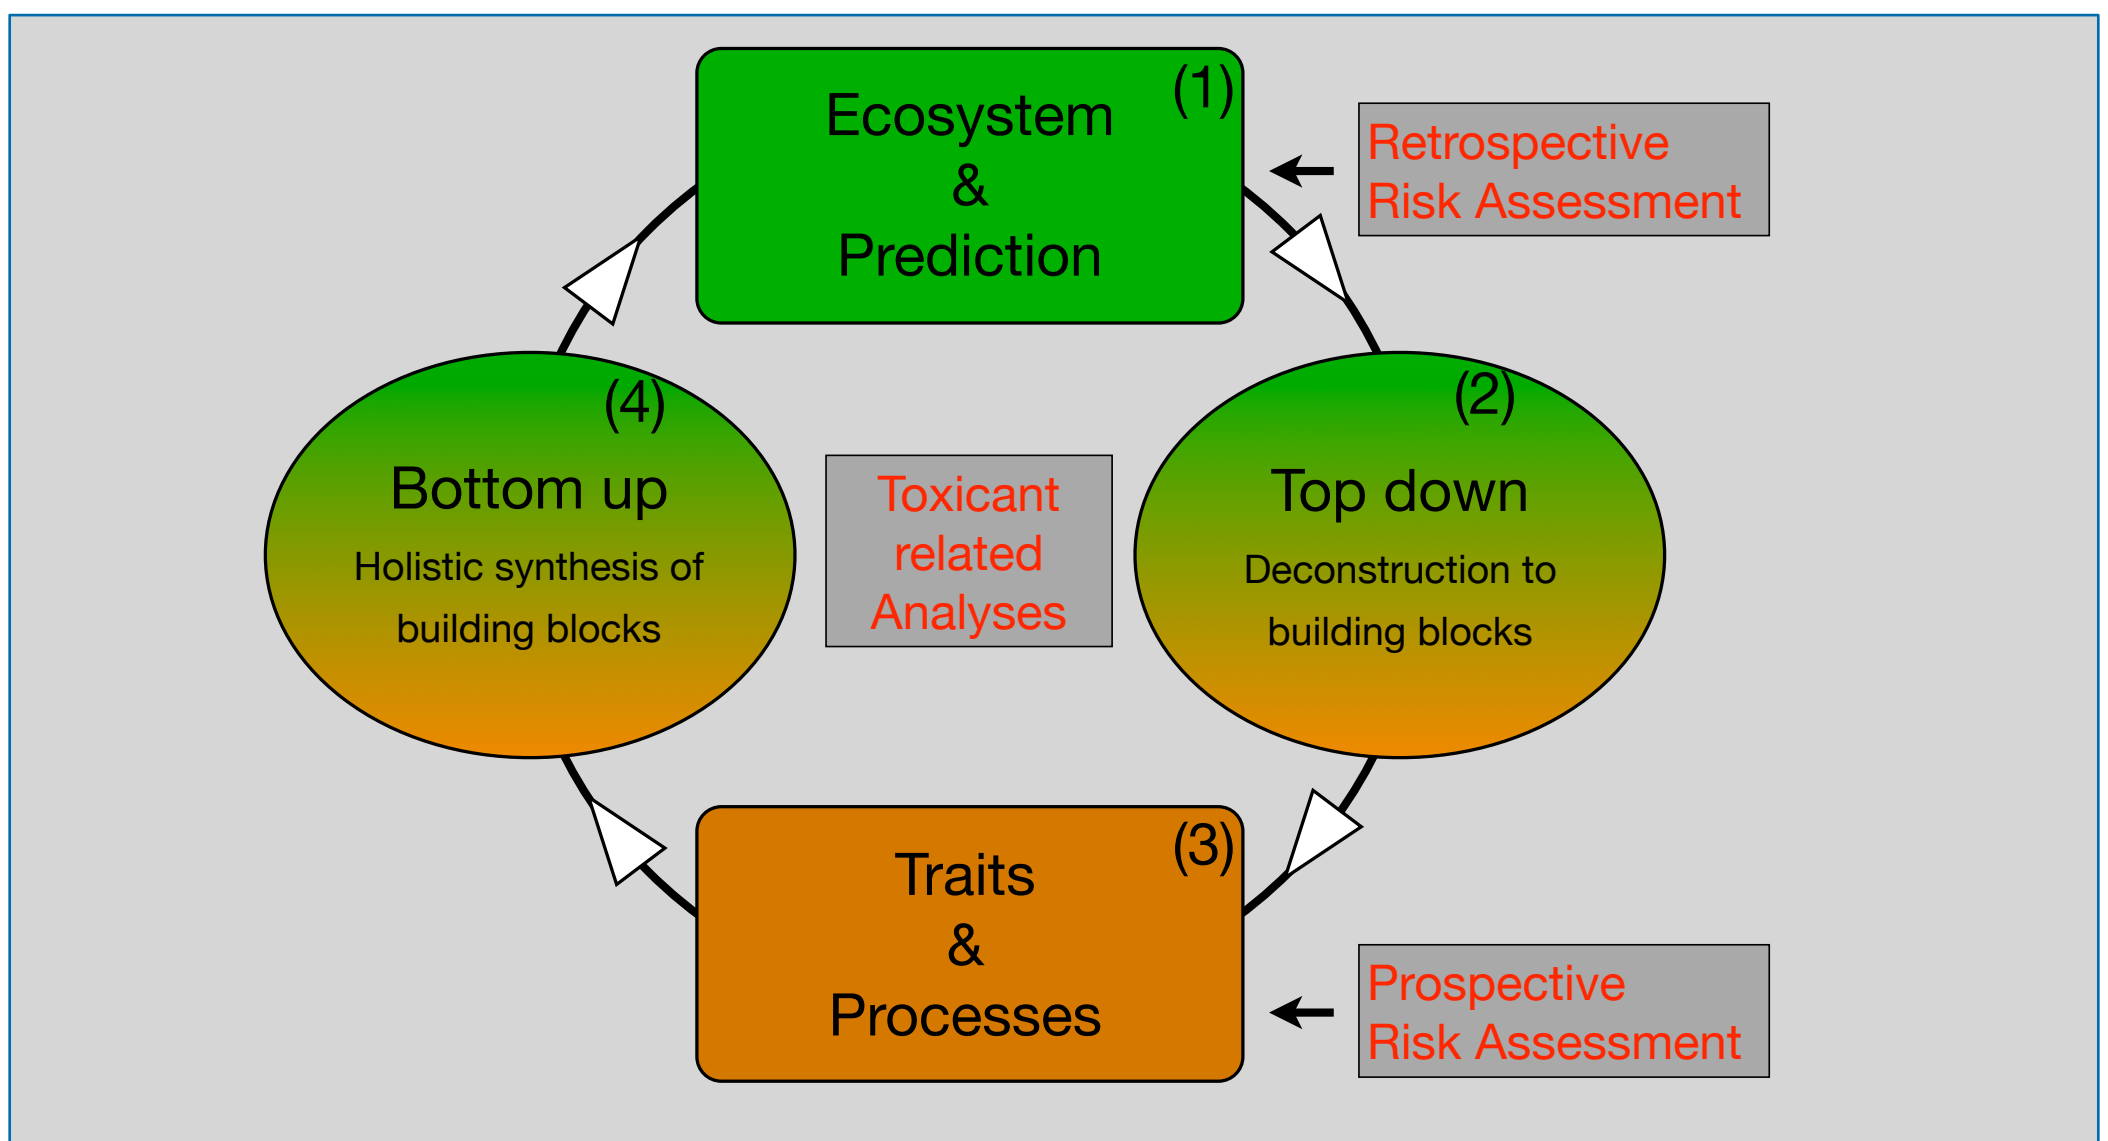 (1)
Ecosystem
&
Prediction
Retrospective
Risk Assessment
(4)
Bottom up
Holistic synthesis of
building blocks
Toxicant
related
Analyses
(2)
Top down
Deconstruction to
building blocks
(3)
Traits
&
Processes
Prospective
Risk Assessment